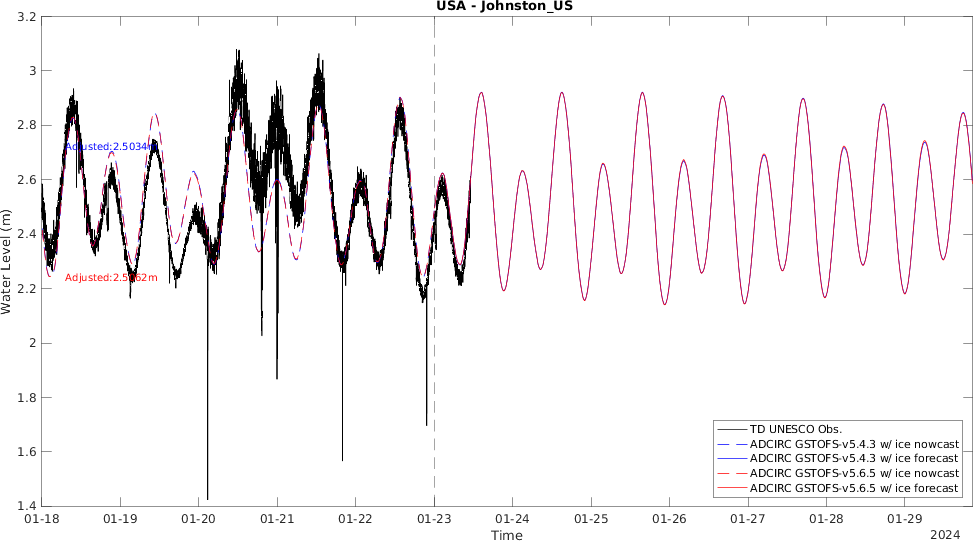 USA - Johnston_US
3.2
3
2.8
2.6
2.4
2.2
2
1.8
1.6
1.4
Water Level (m)
Adjusted:2.5034m
Adjusted:2.5062m
TD UNESCO Obs.
ADCIRC GSTOFS-v5.4.3 w/ ice nowcast
ADCIRC GSTOFS-v5.4.3 w/ ice forecast
ADCIRC GSTOFS-v5.6.5 w/ ice nowcast
ADCIRC GSTOFS-v5.6.5 w/ ice forecast
01-18 01-19 01-20 01-21 01-22 01-23 01-24 01-25 01-26 01-27 01-28 01-29
Time
2024